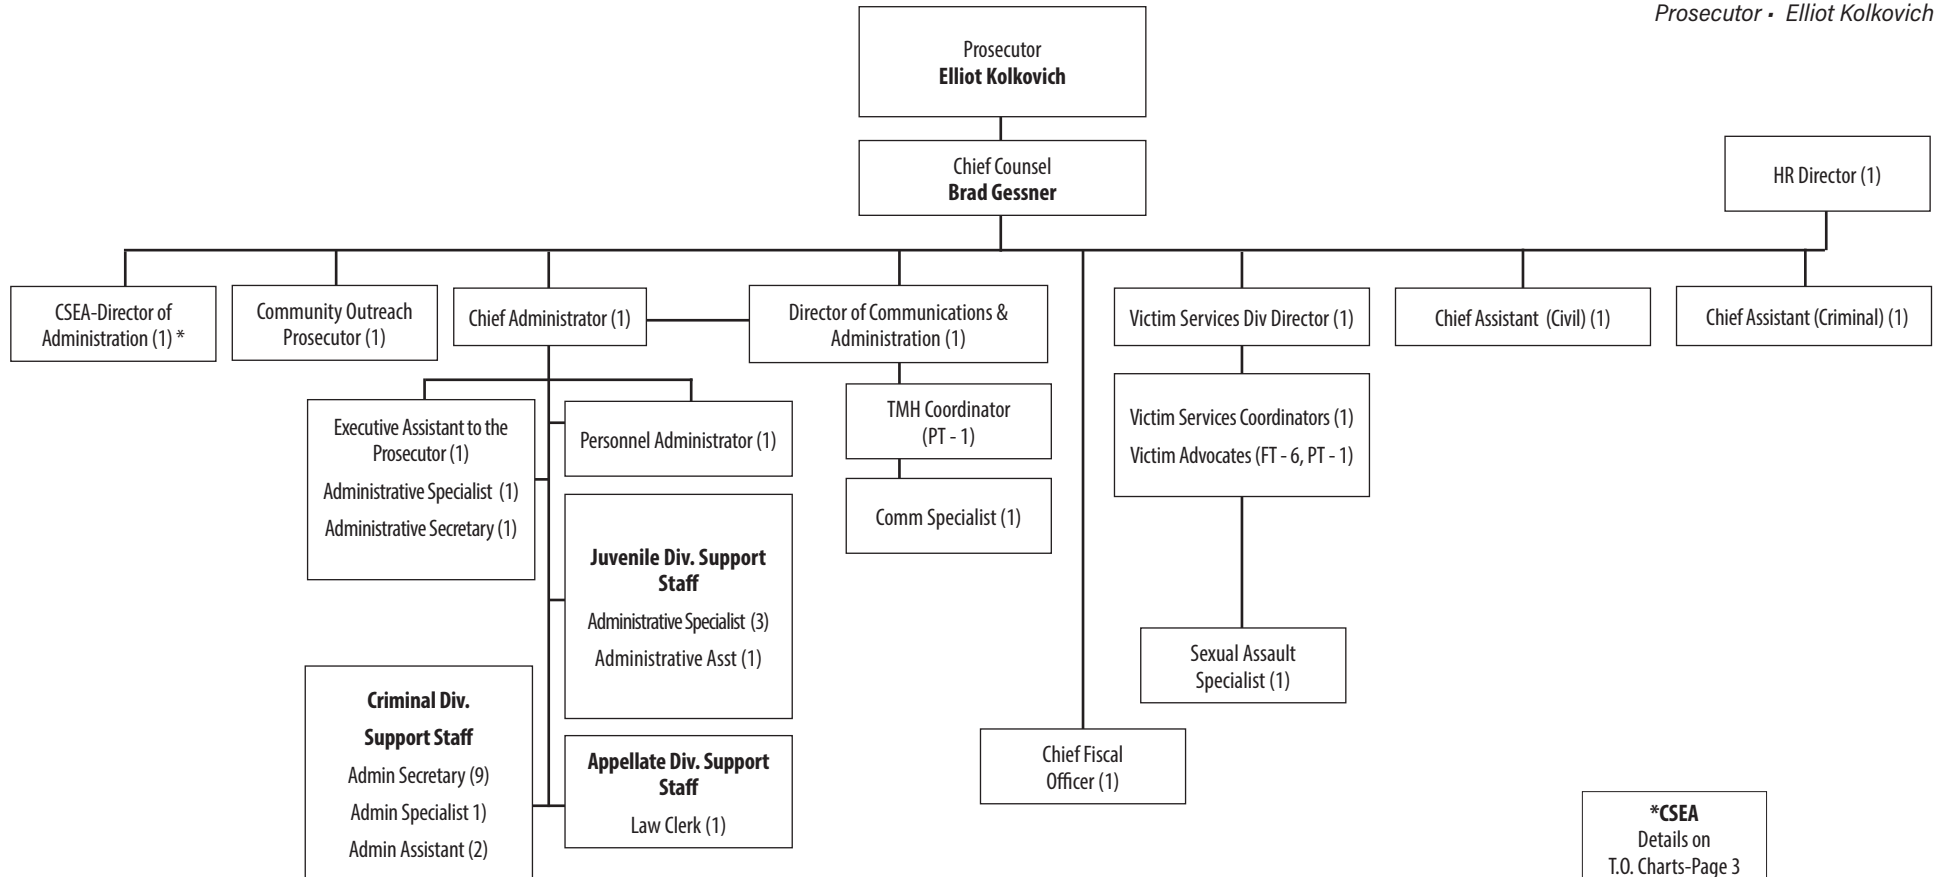 Prosecutor • Elliot Kolkovich
Prosecutor
Elliot Kolkovich
Chief Counsel
Brad Gessner
HR Director (1)
CSEA-Director of
Administration (1) *
Community Outreach
Prosecutor (1)
Chief Administrator (1)
Director of Communications &
Administration (1)
Victim Services Div Director (1)
Chief Assistant (Civil) (1)
Chief Assistant (Criminal) (1)
Executive Assistant to the
Prosecutor (1)
Administrative Specialist (1)
Administrative Secretary (1)
Personnel Administrator (1)
TMH Coordinator
(PT - 1)
Comm Specialist (1)
Victim Services Coordinators (1)
Victim Advocates (FT - 6, PT - 1)
Juvenile Div. Support
Staff
Administrative Specialist (3)
Administrative Asst (1)
Sexual Assault
Specialist (1)
Criminal Div.
Support Staff
Admin Secretary (9)
Admin Specialist 1)
Admin Assistant (2)
Appellate Div. Support
Staff
Law Clerk (1)
Chief Fiscal
Officer (1)
*CSEA
Details on
T.O. Charts-Page 3